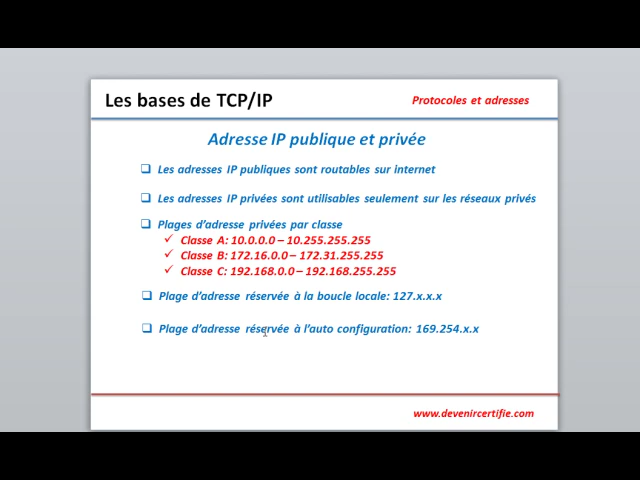 Les bases de TCP/IP
Protocoles et adresses
Adresse IP publique et privée
Les adresses IP publiques sont routables sur internet
Les adresses IP privées sont utilisables seulement sur les réseaux privés
Plages d’adresse privées par classe
Classe A: 10.0.0.0 – 10.255.255.255
Classe B: 172.16.0.0 – 172.31.255.255
Classe C: 192.168.0.0 – 192.168.255.255
Plage d’adresse réservée à la boucle locale: 127.x.x.x
Plage d’adresse réservée à l’auto configuration: 169.254.x.x
www.devenircertifie.com